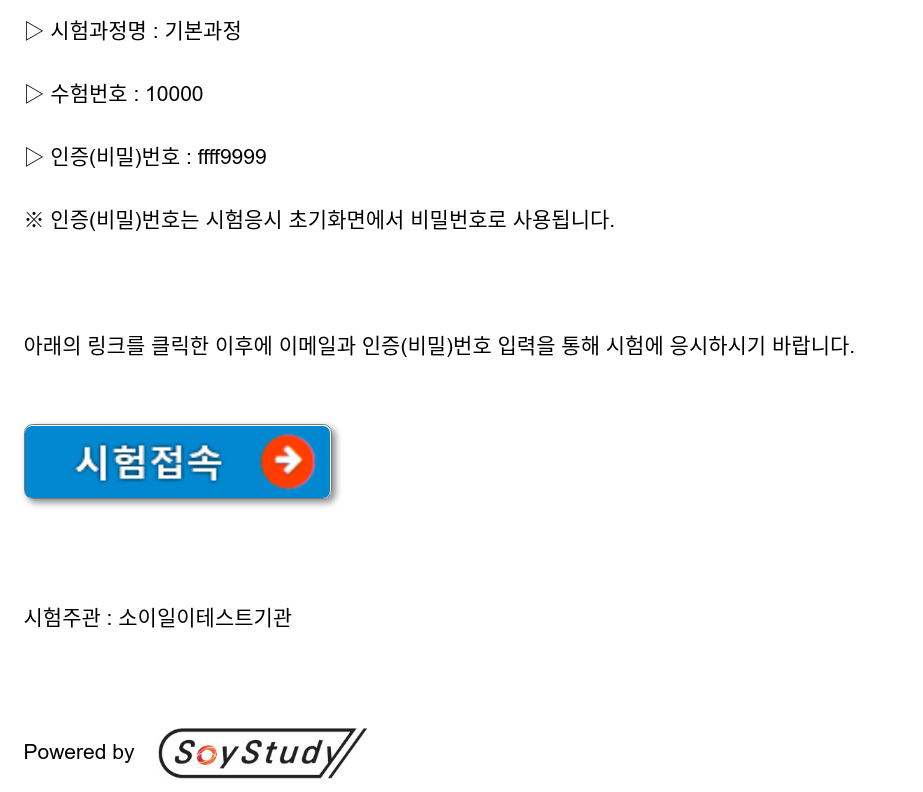 ▷ 시험과정명 : 기본과정
▷ 수험번호 : 10000
▷ 인증(비밀)번호 : ffff9999
※ 인증(비밀)번호는 시험응시 초기화면에서 비밀번호로 사용됩니다.
아래의 링크를 클릭한 이후에 이메일과 인증(비밀)번호 입력을 통해 시험에 응시하시기 바랍니다.
시험접속
시험주관 : 소이일이테스트기관
Powered by SoyStudy